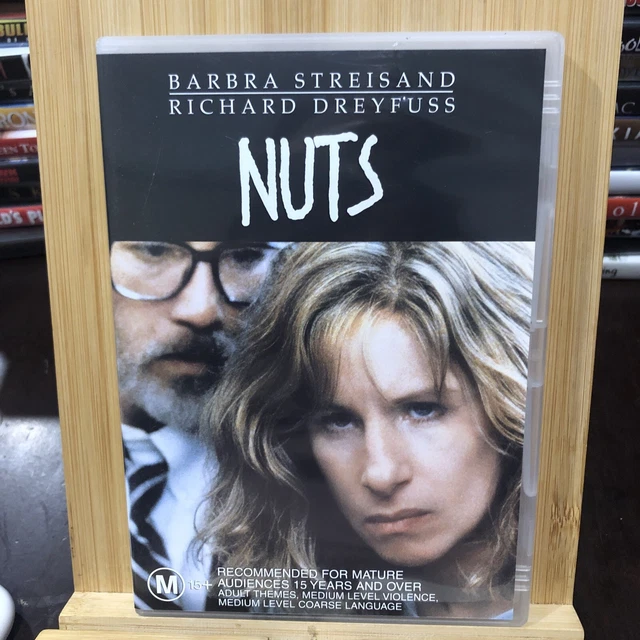 BARBRA STREISAND
RICHARD DREYFUSS
NUTS
M 15+
RECOMMENDED FOR MATURE
AUDIENCES 15 YEARS AND OVER
ADULT THEMES, MEDIUM LEVEL VIOLENCE,
MEDIUM LEVEL COARSE LANGUAGE